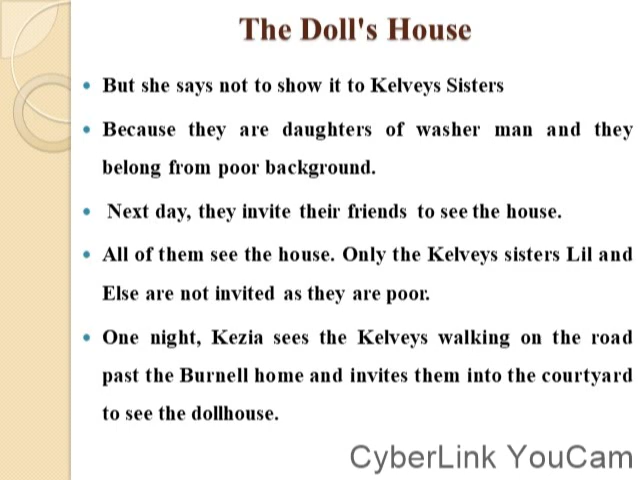 The Doll's House
• But she says not to show it to Kelveys Sisters
• Because they are daughters of washer man and they
belong from poor background.
• Next day, they invite their friends to see the house.
• All of them see the house. Only the Kelveys sisters Lil and
Else are not invited as they are poor.
• One night, Kezia sees the Kelveys walking on the road
past the Burnell home and invites them into the courtyard
to see the dollhouse.
CyberLink YouCam